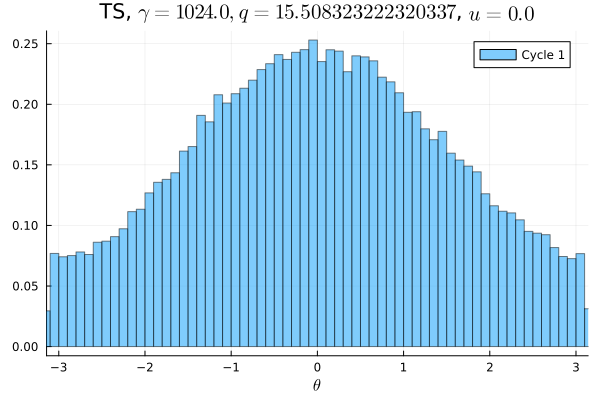 TS, γ = 1024.0, q = 15.508323222320337, u = 0.0
Cycle 1
0.25
0.20
0.15
0.10
0.05
0.00
−3 −2 −1 0 1 2 3
θ